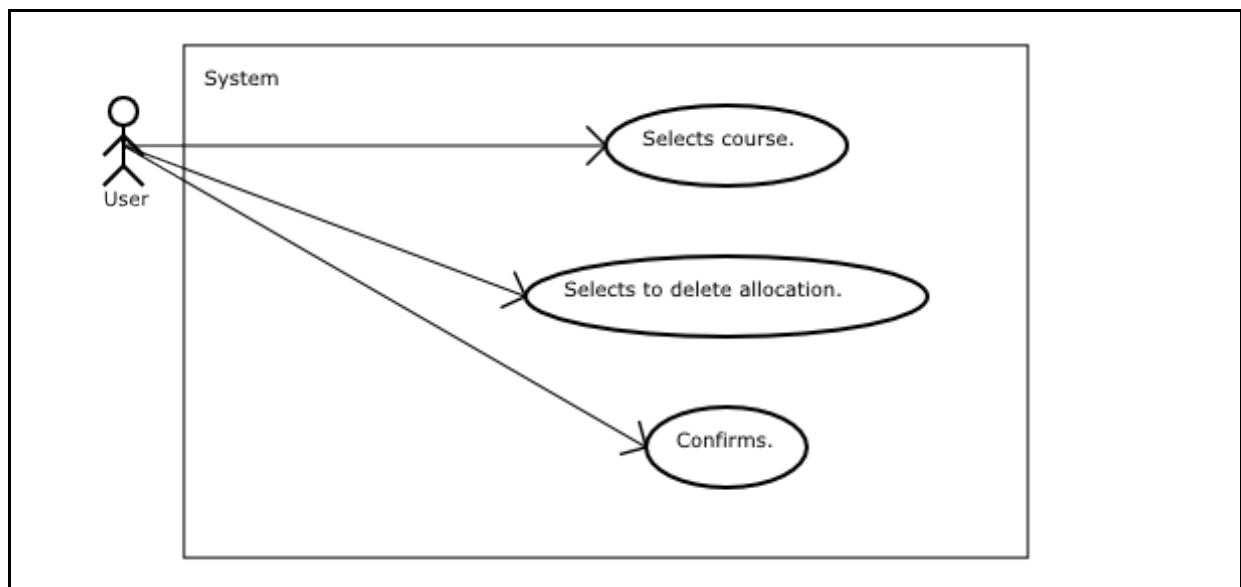 System
Selects course.
User
Selects to delete allocation.
Confirms.